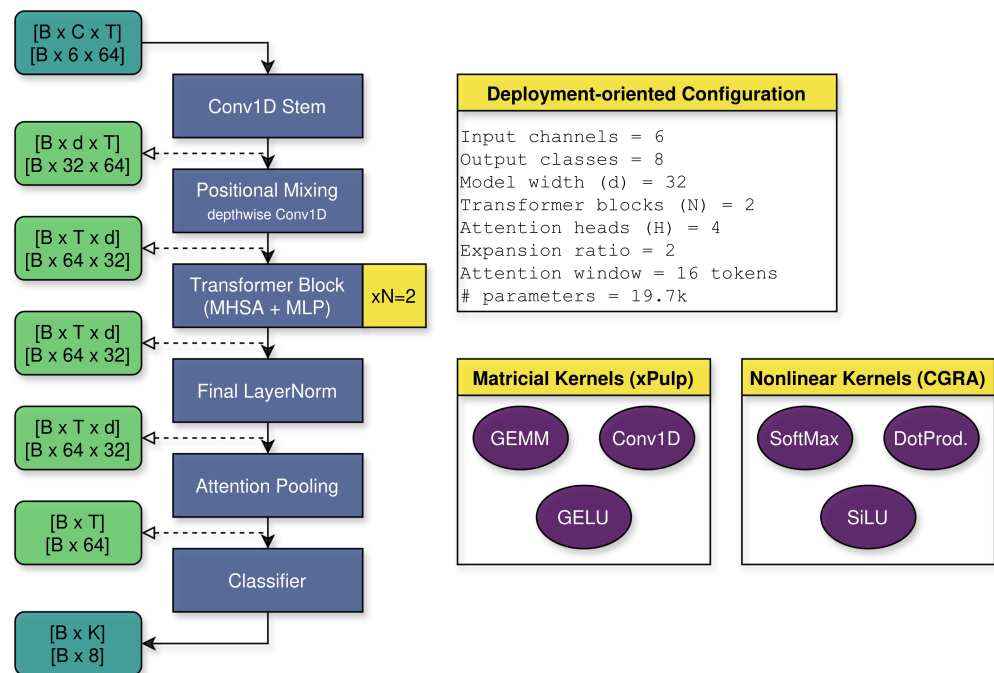 [B x C x T]
[B x 6 x 64]
Conv1D Stem
[B x d x T]
[B x 32 x 64]
Positional Mixing
depthwise Conv1D
[B x T x d]
[B x 64 x 32]
Transformer Block
(MHSA + MLP)
xN=2
[B x T x d]
[B x 64 x 32]
Final LayerNorm
[B x T x d]
[B x 64 x 32]
Attention Pooling
[B x T]
[B x 64]
Classifier
[B x K]
[B x 8]
Deployment-oriented Configuration
Input channels = 6
Output classes = 8
Model width (d) = 32
Transformer blocks (N) = 2
Attention heads (H) = 4
Expansion ratio = 2
Attention window = 16 tokens
# parameters = 19.7k
Matricial Kernels (xPulp)
GEMM
Conv1D
GELU
Nonlinear Kernels (CGRA)
SoftMax
DotProd.
SiLU